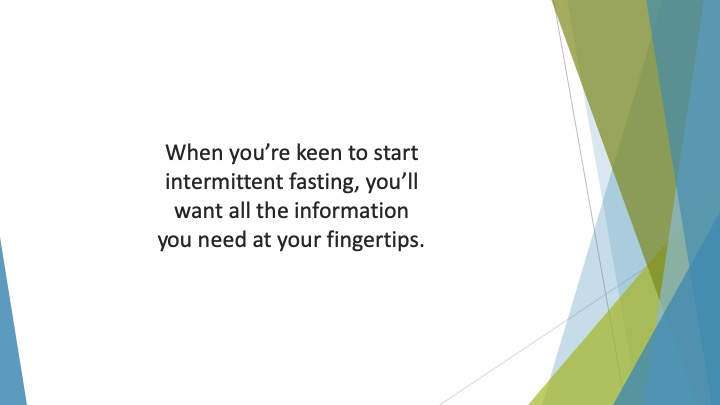 When you’re keen to start
intermittent fasting, you’ll
want all the information
you need at your fingertips.